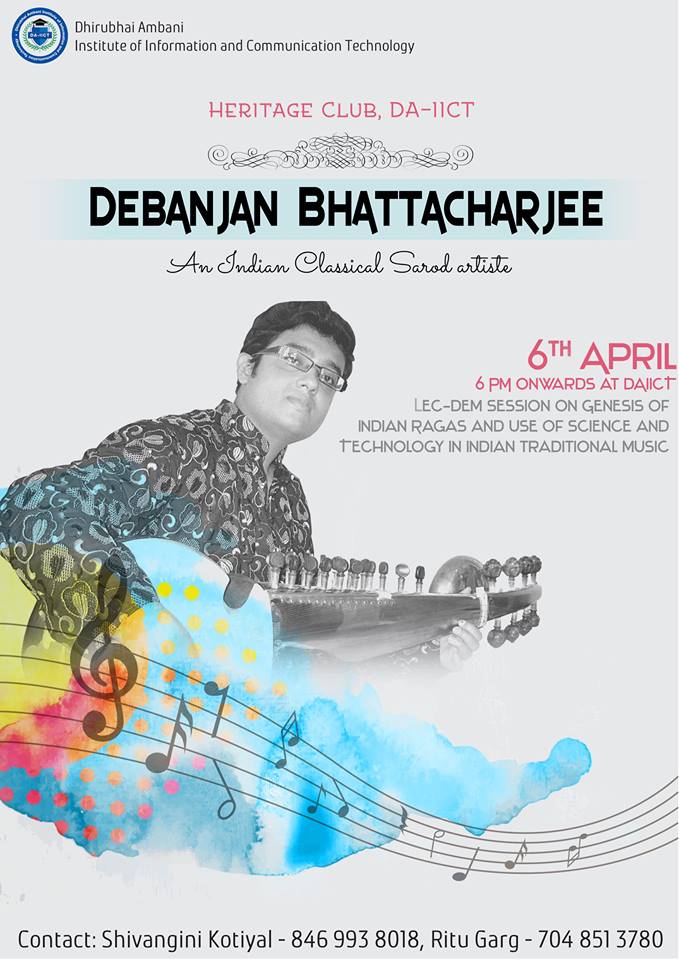 Dhirubhai Ambani
Institute of Information and Communication Technology
DA-IICT
HERITAGE CLUB, DA-IICT
DEBANJAN BHATTACHARJEE
An Indian Classical Sarod artiste
6TH APRIL
6 PM ONWARDS AT DAIICT
LEC-DEM SESSION ON GENESIS OF
INDIAN RAGAS AND USE OF SCIENCE AND
TECHNOLOGY IN INDIAN TRADITIONAL MUSIC
Contact: Shivangini Kotiyal - 846 993 8018, Ritu Garg - 704 851 3780